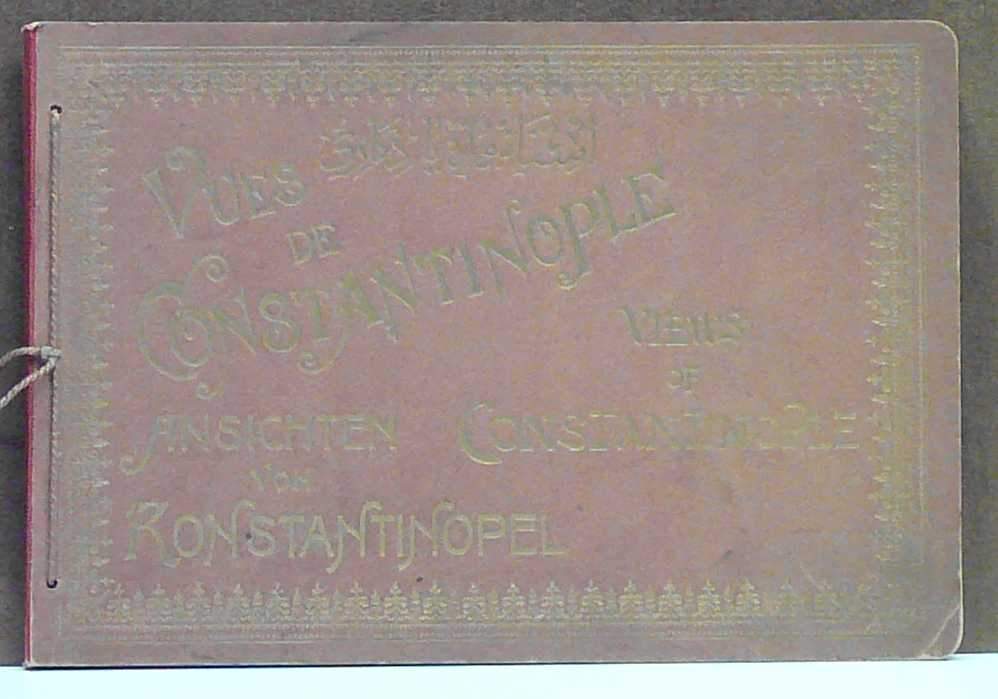 VUES
DE
CONSTANTINOPLE
VIEWS
OF
CONSTANTINOPLE
ANSICHTEN
VON
KONSTANTINOPEL